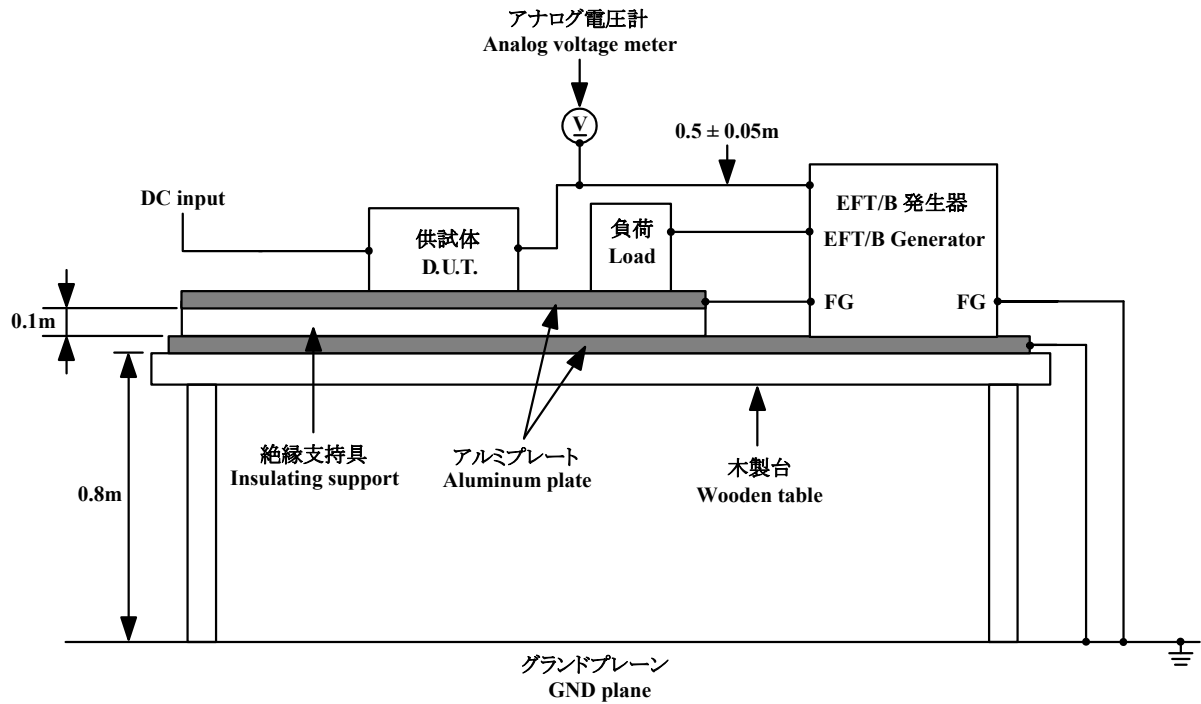 アナログ電圧計
Analog voltage meter
V
0.5 ± 0.05m
DC input
供試体
D.U.T.
負荷
Load
EFT/B 発生器
EFT/B Generator
FG
FG
0.1m
絶縁支持具
Insulating support
アルミプレート
Aluminum plate
木製台
Wooden table
0.8m
グランドプレーン
GND plane